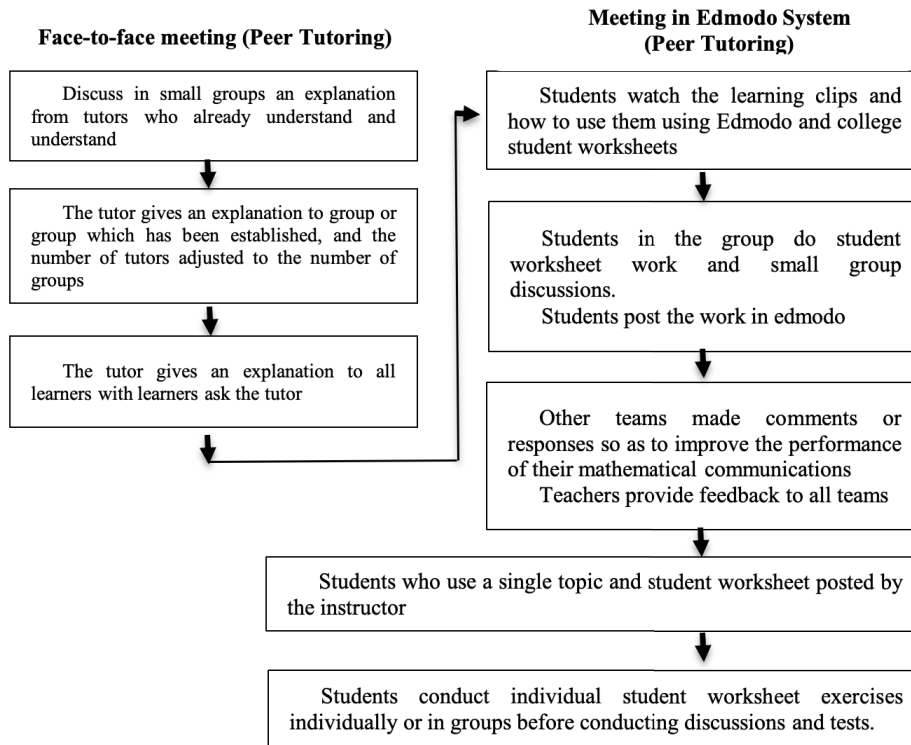 Face-to-face meeting (Peer Tutoring)
Discuss in small groups an explanation
from tutors who already understand and
understand
The tutor gives an explanation to group or
group which has been established, and the
number of tutors adjusted to the number of
groups
The tutor gives an explanation to all
learners with learners ask the tutor
Meeting in Edmodo System
(Peer Tutoring)
Students watch the learning clips and
how to use them using Edmodo and college
student worksheets
Students in the group do student
worksheet work and small group
discussions.
Students post the work in edmodo
Other teams made comments or
responses so as to improve the performance
of their mathematical communications
Teachers provide feedback to all teams
Students who use a single topic and student worksheet posted by
the instructor
Students conduct individual student worksheet exercises
individually or in groups before conducting discussions and tests.